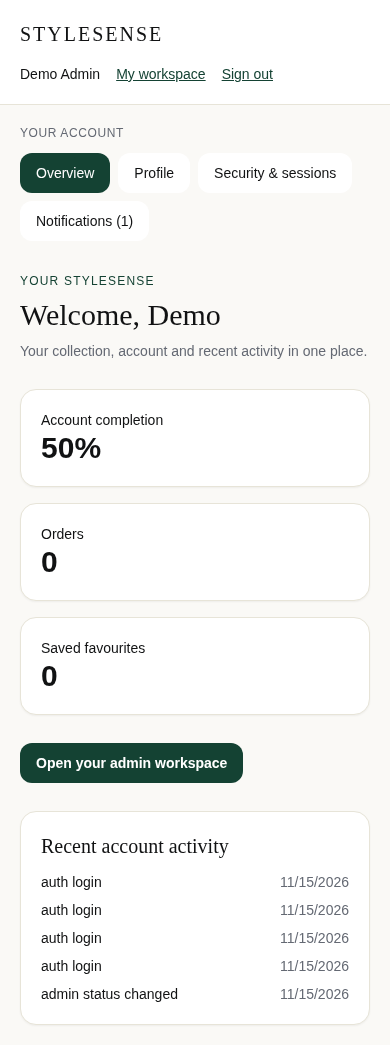 STYLESENSE
Demo Admin My workspace Sign out
YOUR ACCOUNT
Overview Profile Security & sessions
Notifications (1)
YOUR STYLESENSE
Welcome, Demo
Your collection, account and recent activity in one place.
Account completion
50%
Orders
0
Saved favourites
0
Open your admin workspace
Recent account activity
auth login 11/15/2026
auth login 11/15/2026
auth login 11/15/2026
auth login 11/15/2026
admin status changed 11/15/2026